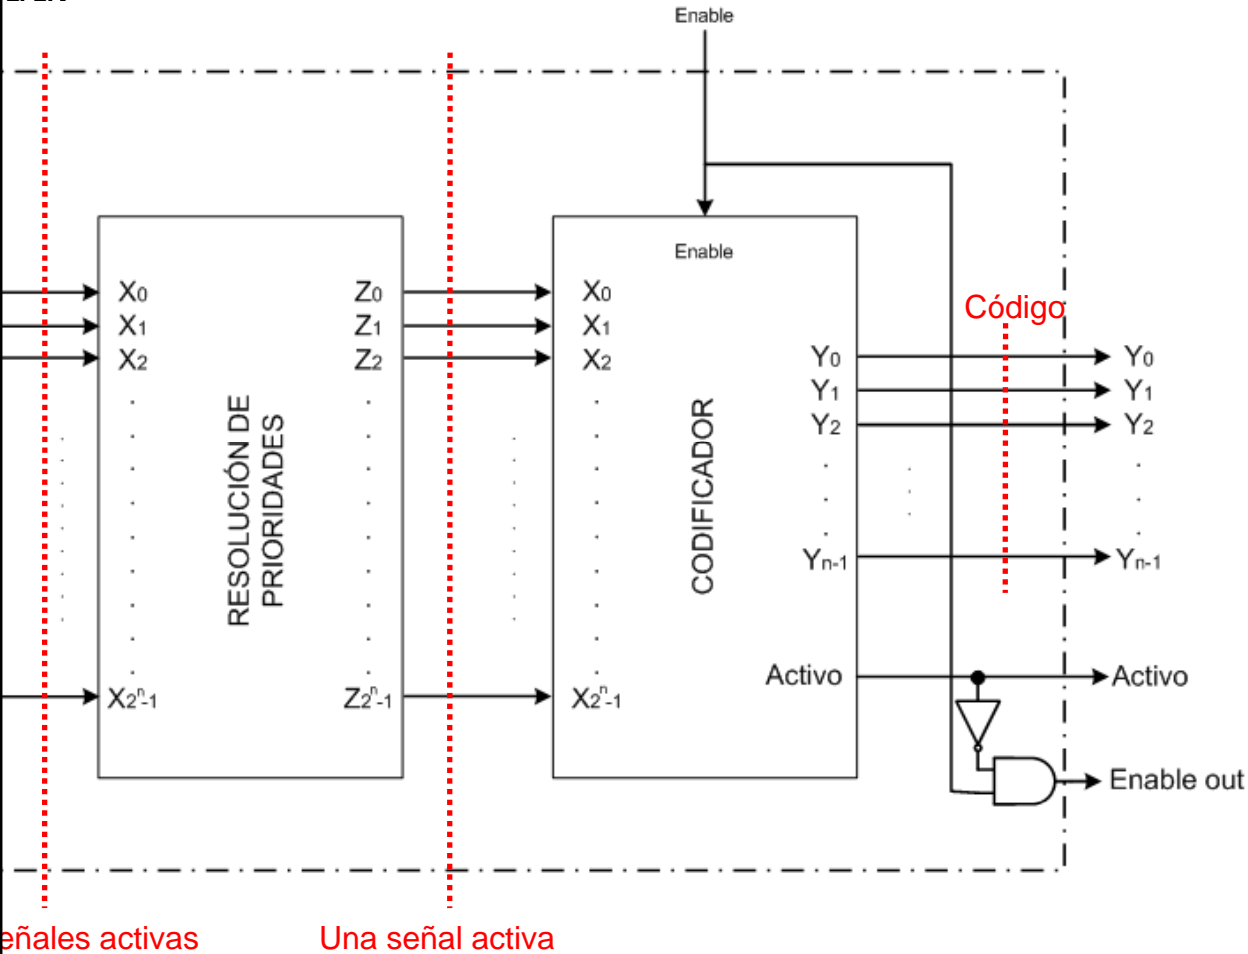 Enable
Enable
X0 Z0 X0
X1 Z1 X1
X2 Z2 X2
Código
Y0 Y0
Y1 Y1
Y2 Y2
RESOLUCIÓN DE
PRIORIDADES
CODIFICADOR
Yn-1 Yn-1
Activo Activo
X2ⁿ-1 Z2ⁿ-1 X2ⁿ-1
Enable out
eñales activas Una señal activa